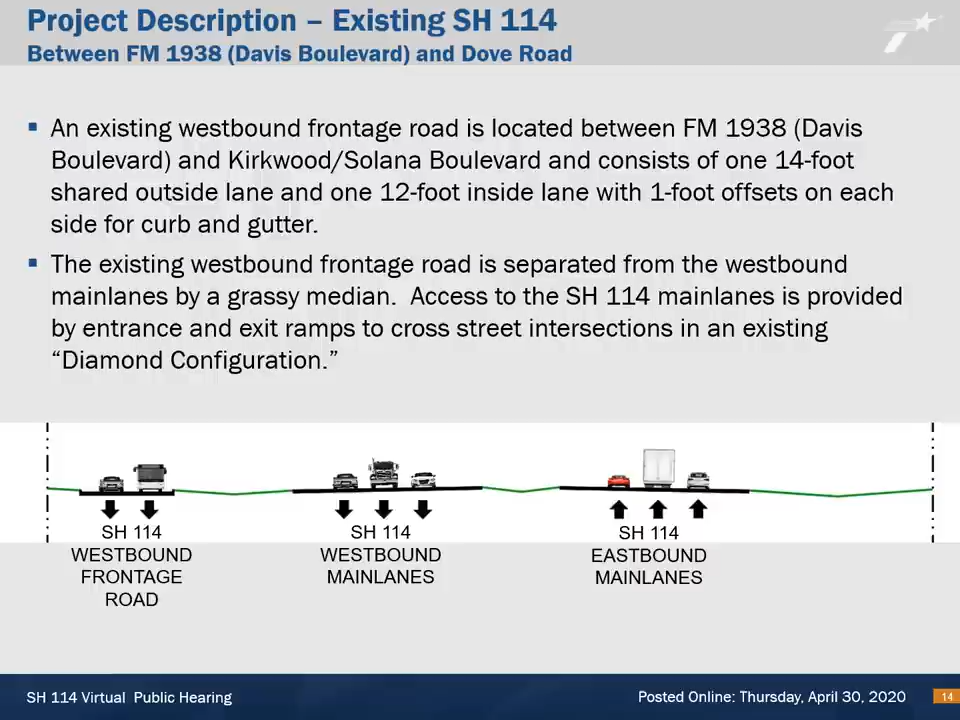 Project Description – Existing SH 114
Between FM 1938 (Davis Boulevard) and Dove Road
▪ An existing westbound frontage road is located between FM 1938 (Davis
Boulevard) and Kirkwood/Solana Boulevard and consists of one 14-foot
shared outside lane and one 12-foot inside lane with 1-foot offsets on each
side for curb and gutter.
▪ The existing westbound frontage road is separated from the westbound
mainlanes by a grassy median.  Access to the SH 114 mainlanes is provided
by entrance and exit ramps to cross street intersections in an existing
“Diamond Configuration.”
SH 114
WESTBOUND
FRONTAGE
ROAD
SH 114
WESTBOUND
MAINLANES
SH 114
EASTBOUND
MAINLANES
SH 114 Virtual  Public Hearing
Posted Online: Thursday, April 30, 2020
14